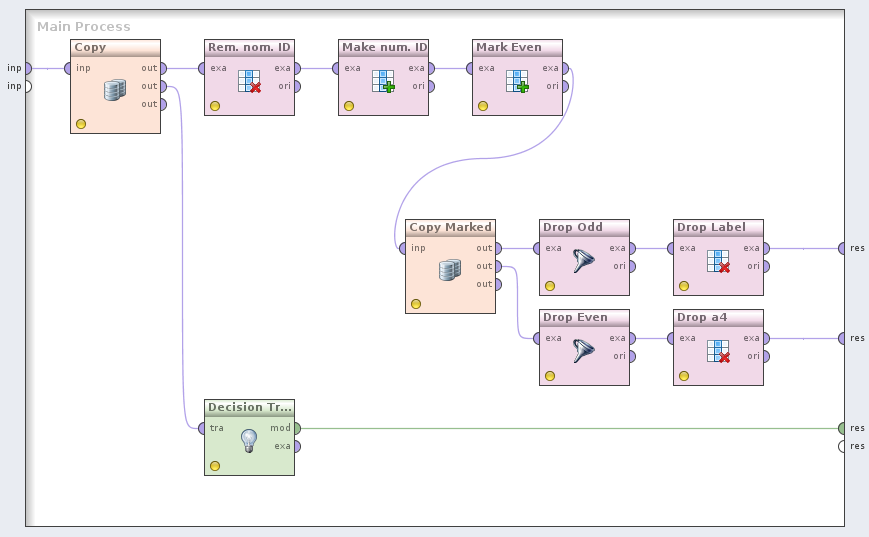 Main Process
Copy
Rem. nom. ID
Make num. ID
Mark Even
inp
inp out
exa exa
exa exa
exa exa
inp
out
ori
ori
ori
out
Copy Marked
Drop Odd
Drop Label
inp out
exa exa
exa exa
res
out
ori
ori
out
Drop Even
Drop a4
exa exa
exa exa
res
ori
ori
Decision Tr...
tra mod
res
exa
res